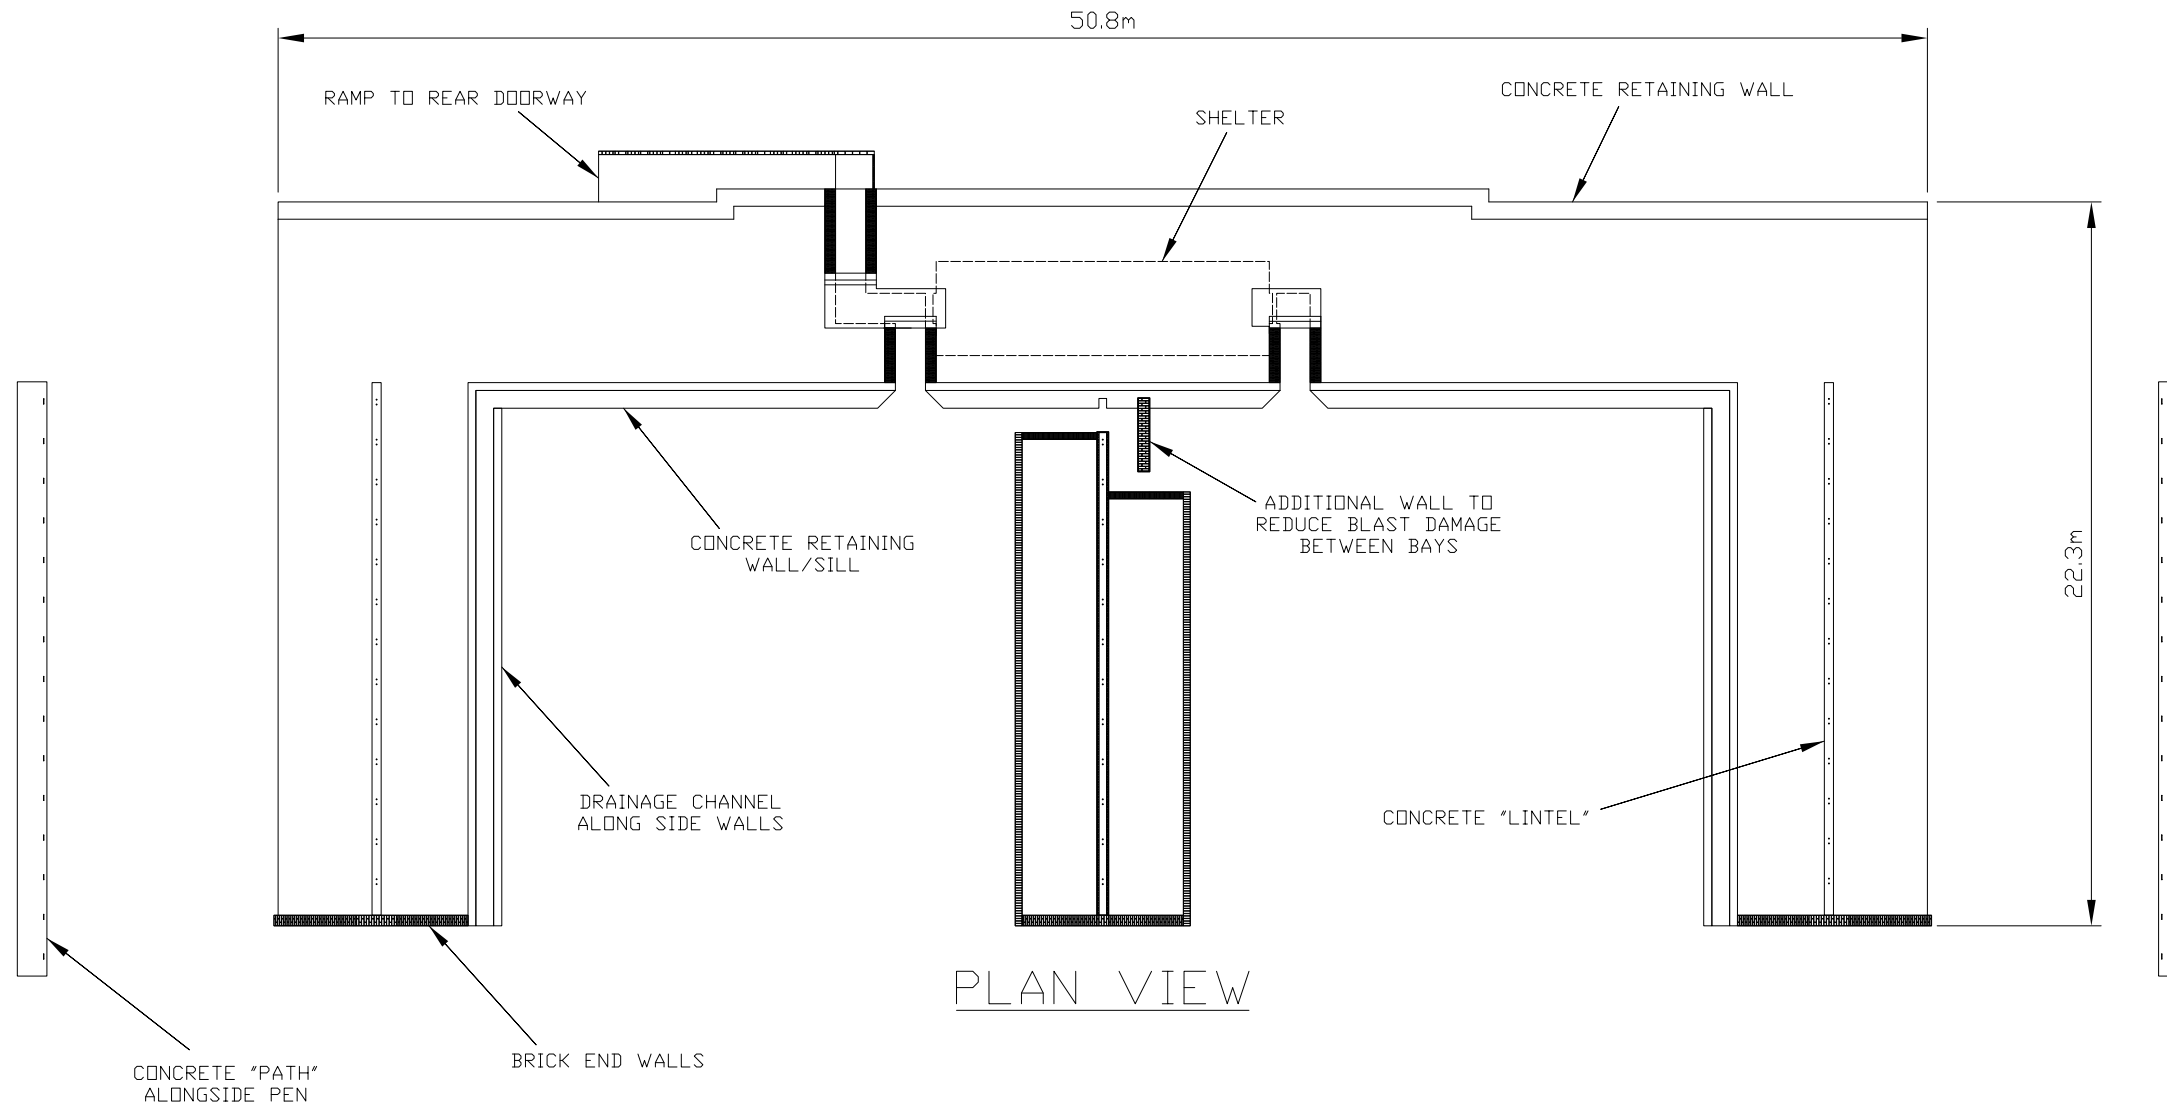 50.8m
CONCRETE RETAINING WALL
RAMP TO REAR DOORWAY
SHELTER
ADDITIONAL WALL TO
REDUCE BLAST DAMAGE
BETWEEN BAYS
CONCRETE RETAINING
WALL/SILL
22.3m
DRAINAGE CHANNEL
ALONG SIDE WALLS
CONCRETE "LINTEL"
PLAN VIEW
BRICK END WALLS
CONCRETE "PATH"
ALONGSIDE PEN